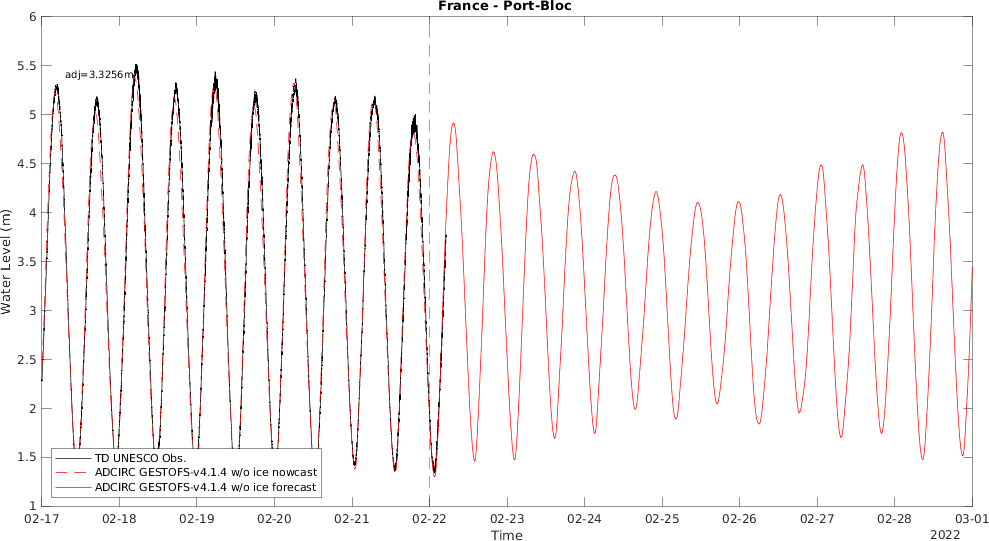 France - Port-Bloc
6
5.5
5
4.5
4
3.5
3
2.5
2
1.5
1
Water Level (m)
adj=3.3256m
TD UNESCO Obs.
ADCIRC GESTOFS-v4.1.4 w/o ice nowcast
ADCIRC GESTOFS-v4.1.4 w/o ice forecast
02-17 02-18 02-19 02-20 02-21 02-22 02-23 02-24 02-25 02-26 02-27 02-28 03-01
Time
2022